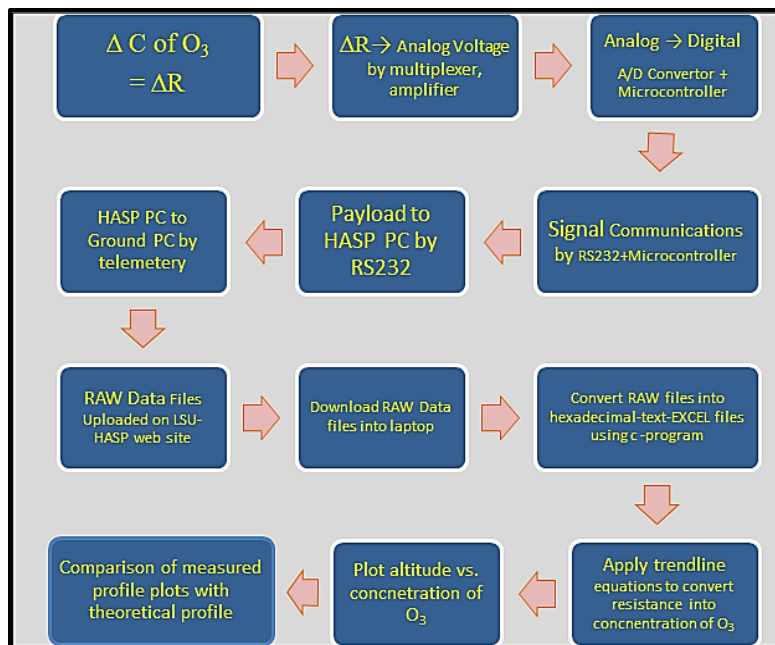 Δ C of O₃
= ΔR
ΔR → Analog Voltage
by multiplexer,
amplifier
Analog → Digital
A/D Convertor +
Microcontroller
Signal Communications
by RS232+Microcontroller
Payload to
HASP PC by
RS232
HASP PC to
Ground PC by
telemetery
RAW Data Files
Uploaded on LSU-
HASP web site
Download RAW Data
files into laptop
Convert RAW files into
hexadecimal-text-EXCEL files
using c-program
Apply trendline
equations to convert
resistance into
concnentration of O₃
Plot altitude vs.
concnetration of
O₃
Comparison of measured
profile plots with
theoretical profile